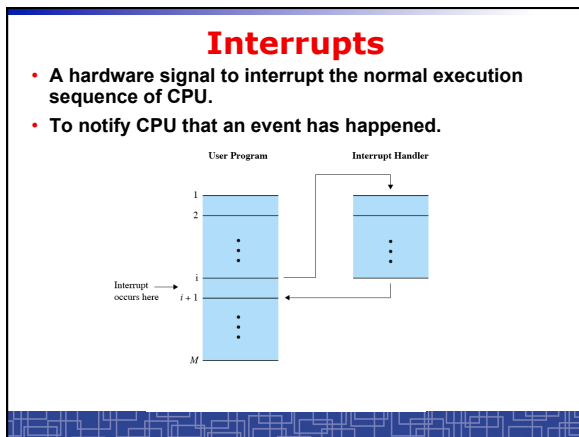 Interrupts
• A hardware signal to interrupt the normal execution
sequence of CPU.
• To notify CPU that an event has happened.
User Program
Interrupt Handler
1
2
i
Interrupt
occurs here
i + 1
M